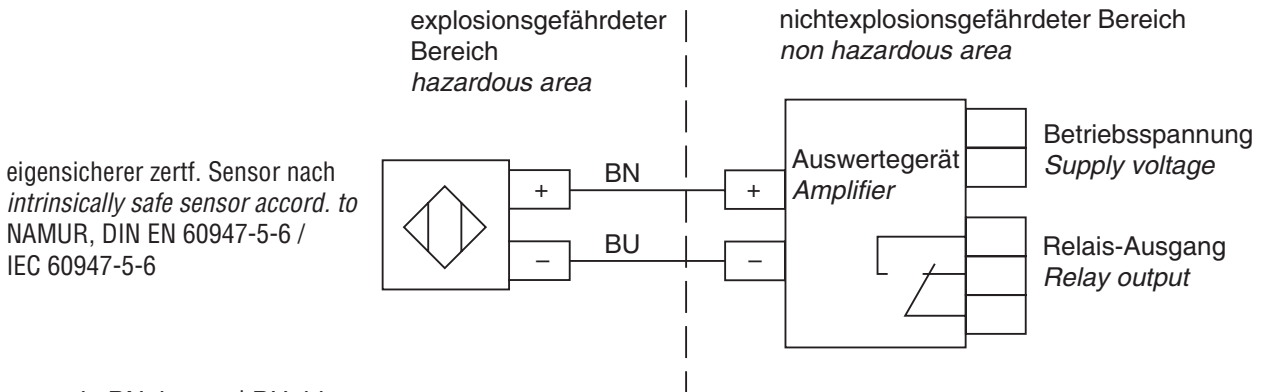 explosionsgefährdeter
Bereich
hazardous area
nichtexplosionsgefährdeter Bereich
non hazardous area
eigensicherer zertf. Sensor nach
intrinsically safe sensor accord. to
NAMUR, DIN EN 60947-5-6 /
IEC 60947-5-6
+
BN
+
–
BU
–
Auswertegerät
Amplifier
Betriebsspannung
Supply voltage
Relais-Ausgang
Relay output